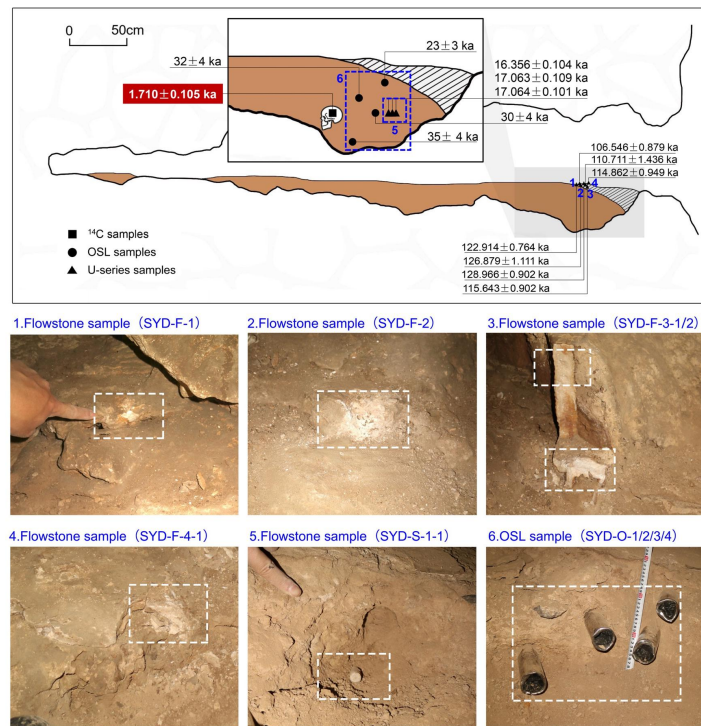 0 50cm
23±3 ka
32±4 ka
16.356±0.104 ka
17.063±0.109 ka
17.064±0.101 ka
6
1.710±0.105 ka
5
30±4 ka
35± 4 ka
106.546±0.879 ka
110.711±1.436 ka
114.862±0.949 ka
1 4
2 3
¹⁴C samples
OSL samples
U-series samples
122.914±0.764 ka
126.879±1.111 ka
128.966±0.902 ka
115.643±0.902 ka
1.Flowstone sample（SYD-F-1）
2.Flowstone sample（SYD-F-2）
3.Flowstone sample（SYD-F-3-1/2）
4.Flowstone sample（SYD-F-4-1）
5.Flowstone sample（SYD-S-1-1）
6.OSL sample（SYD-O-1/2/3/4）